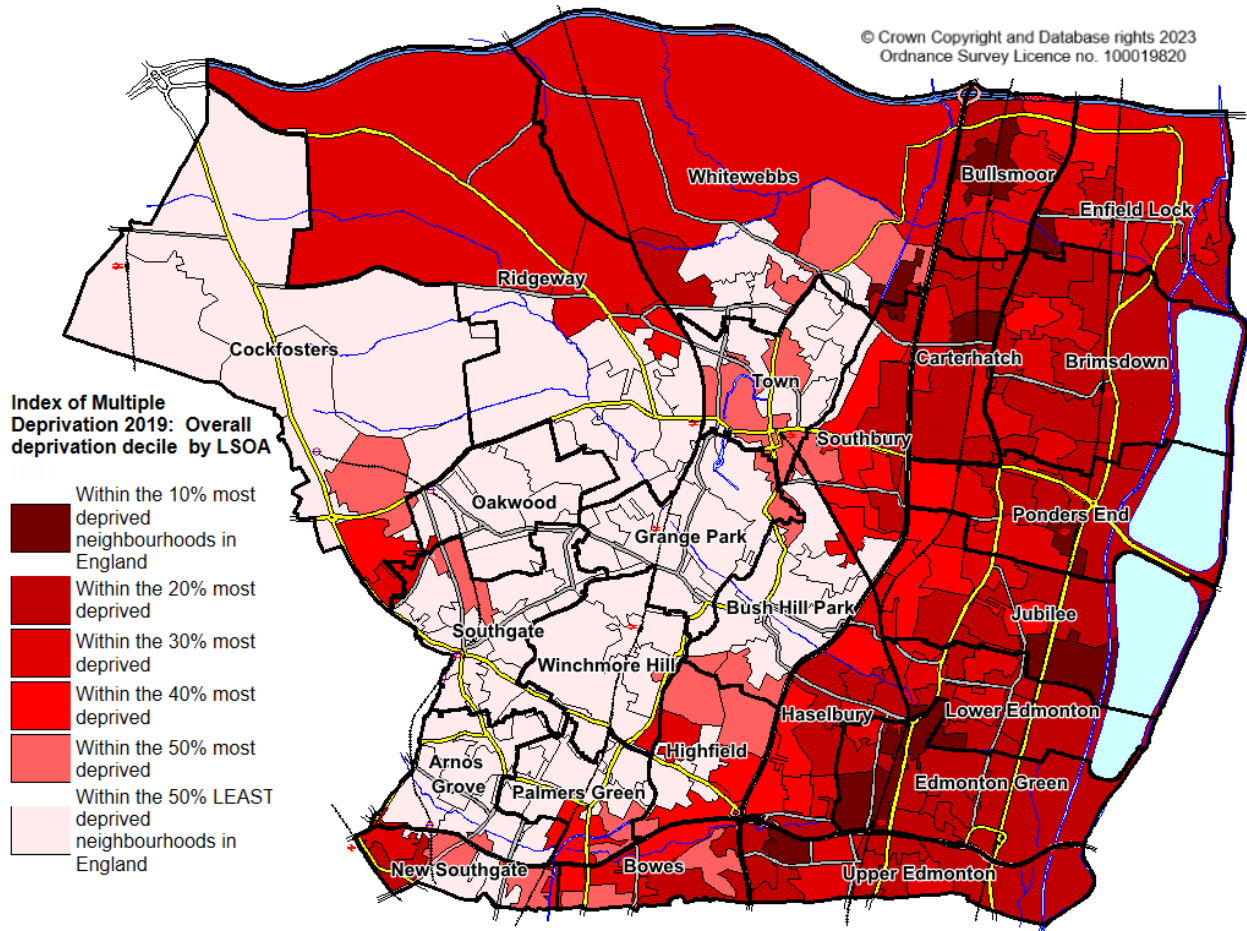 © Crown Copyright and Database rights 2023
Ordnance Survey Licence no. 100019820
Whitewebbs
Bullsmoor
Enfield Lock
Ridgeway
Cockfosters
Carterhatch
Brimsdown
Town
Index of Multiple
Deprivation 2019: Overall
deprivation decile by LSOA
Southbury
Within the 10% most
deprived
neighbourhoods in
England
Within the 20% most
deprived
Within the 30% most
deprived
Within the 40% most
deprived
Within the 50% most
deprived
Within the 50% LEAST
deprived
neighbourhoods in
England
Oakwood
Ponders End
Grange Park
Bush Hill Park
Jubilee
Southgate
Winchmore Hill
Haselbury
Lower Edmonton
Highfield
Arnos
Grove
Palmers Green
Edmonton Green
New Southgate
Bowes
Upper Edmonton